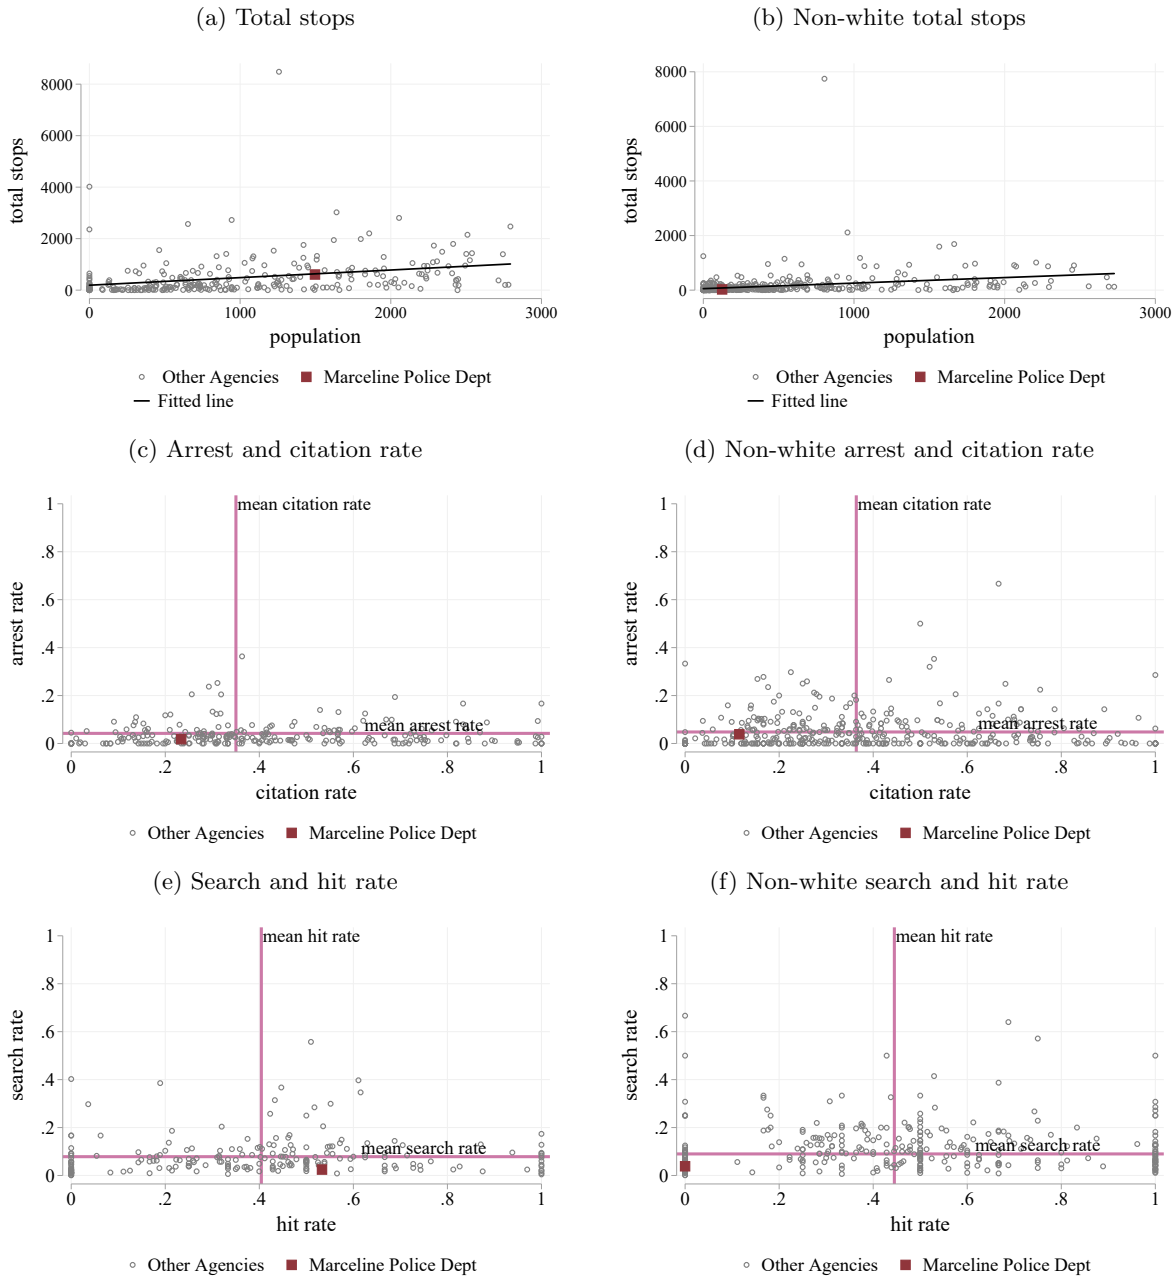 (a) Total stops
(b) Non-white total stops
total stops
8000
6000
4000
2000
0
0
1000
2000
3000
population
Other Agencies
Marceline Police Dept
Fitted line
total stops
8000
6000
4000
2000
0
0
1000
2000
3000
population
Other Agencies
Marceline Police Dept
Fitted line
(c) Arrest and citation rate
(d) Non-white arrest and citation rate
arrest rate
1
.8
.6
.4
.2
0
mean citation rate
mean arrest rate
0
.2
.4
.6
.8
1
citation rate
Other Agencies
Marceline Police Dept
arrest rate
1
.8
.6
.4
.2
0
mean citation rate
mean arrest rate
0
.2
.4
.6
.8
1
citation rate
Other Agencies
Marceline Police Dept
(e) Search and hit rate
(f) Non-white search and hit rate
search rate
1
.8
.6
.4
.2
0
mean hit rate
mean search rate
0
.2
.4
.6
.8
1
hit rate
Other Agencies
Marceline Police Dept
search rate
1
.8
.6
.4
.2
0
mean hit rate
mean search rate
0
.2
.4
.6
.8
1
hit rate
Other Agencies
Marceline Police Dept